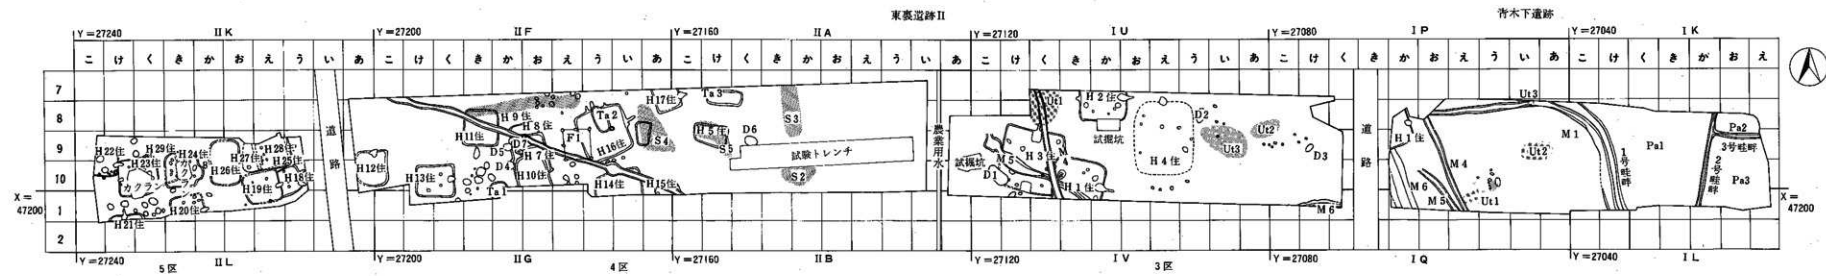 東裏遺跡Ⅱ
青木下遺跡
Y=27240 ⅡK Y=27200 ⅡF Y=27160 ⅡA Y=27120 ⅠU Y=27080 ⅠP Y=27040 ⅠK
こ け く き か お え う い あ こ け く き か お え う い あ こ け く き か お え う い あ こ け く き か お え う い あ こ け く き か お え う い あ こ け く き か お え
7
8
9
10
X=47200
1
2
H22住 H29住 H24住 H28住
H23住 H27住 H25住
カクラン カクラン H26住
H19住 H18住
H20住
H21住
道路
H12住 H13住
H11住 H9住 H8住 F1 Ta2 H17住 Ta3
D5 D7 H7住 H16住 S4 H5住 D6 S3
D4 S5
H10住 H14住 H15住 S2
Ta1
試験トレンチ
農業用水
Ut1 H2住 D2
試掘坑
M5 H3住 M4 H4住 Ut3 Ut2
試掘坑
D1 H1住 D3
M6
道路
H1住 Ut3 M1 Pa2
M4 Ut2 1号畦畔 Pa1 3号畦畔
M6 2号畦畔 Pa3
M5 Ut1
X=47200
Y=27240 ⅡL Y=27200 ⅡG Y=27160 ⅡB Y=27120 ⅠV Y=27080 ⅠQ Y=27040 ⅠL
5区 4区 3区